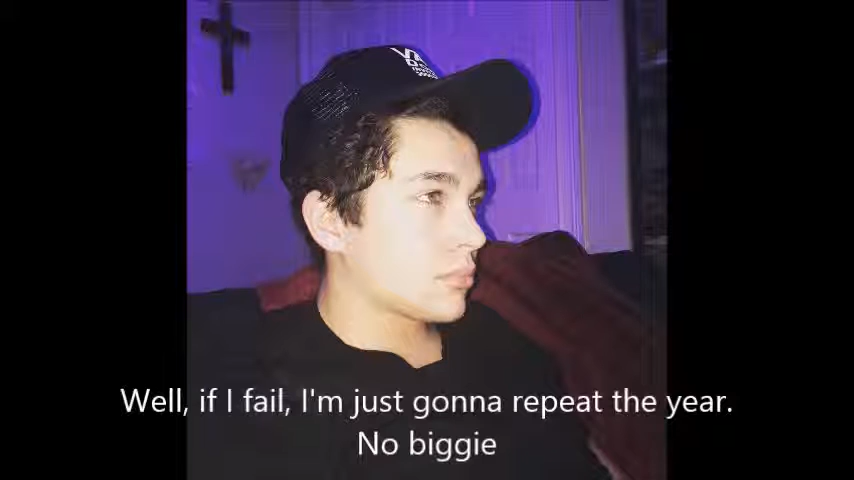 Well, if I fail, I'm just gonna repeat the year.
No biggie